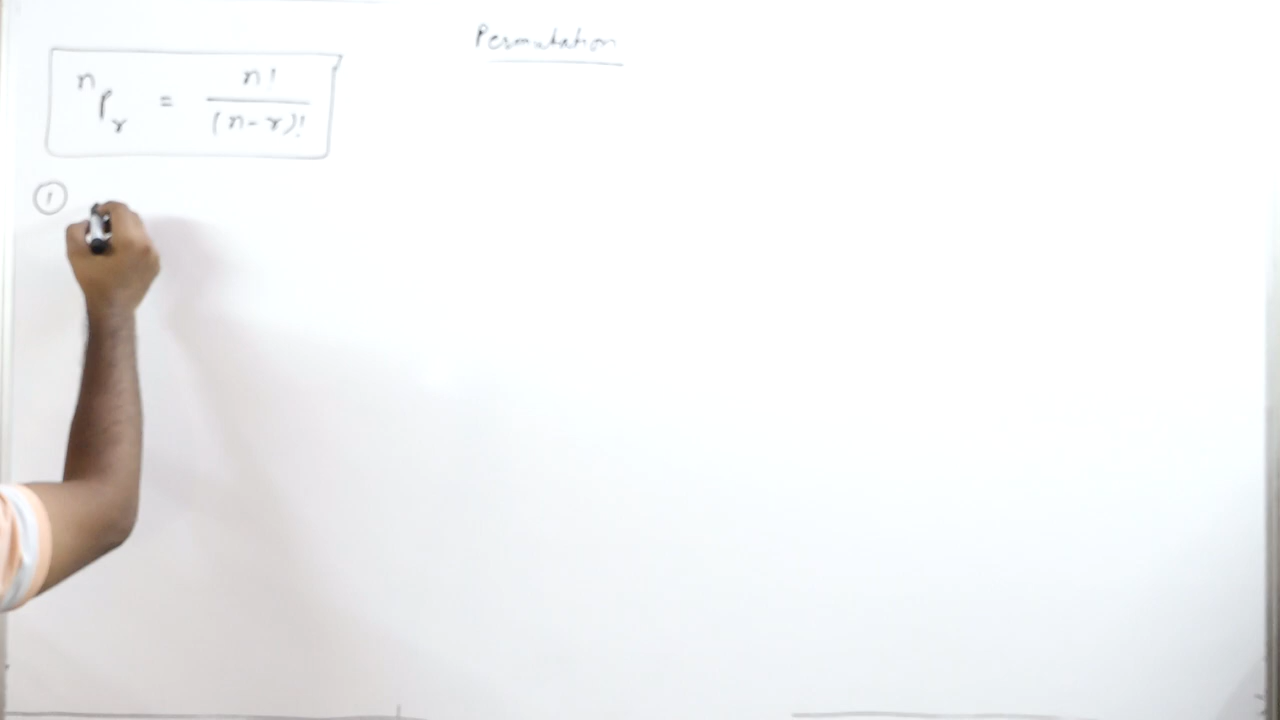 Permutation
nPr = n! / (n-r)!
①